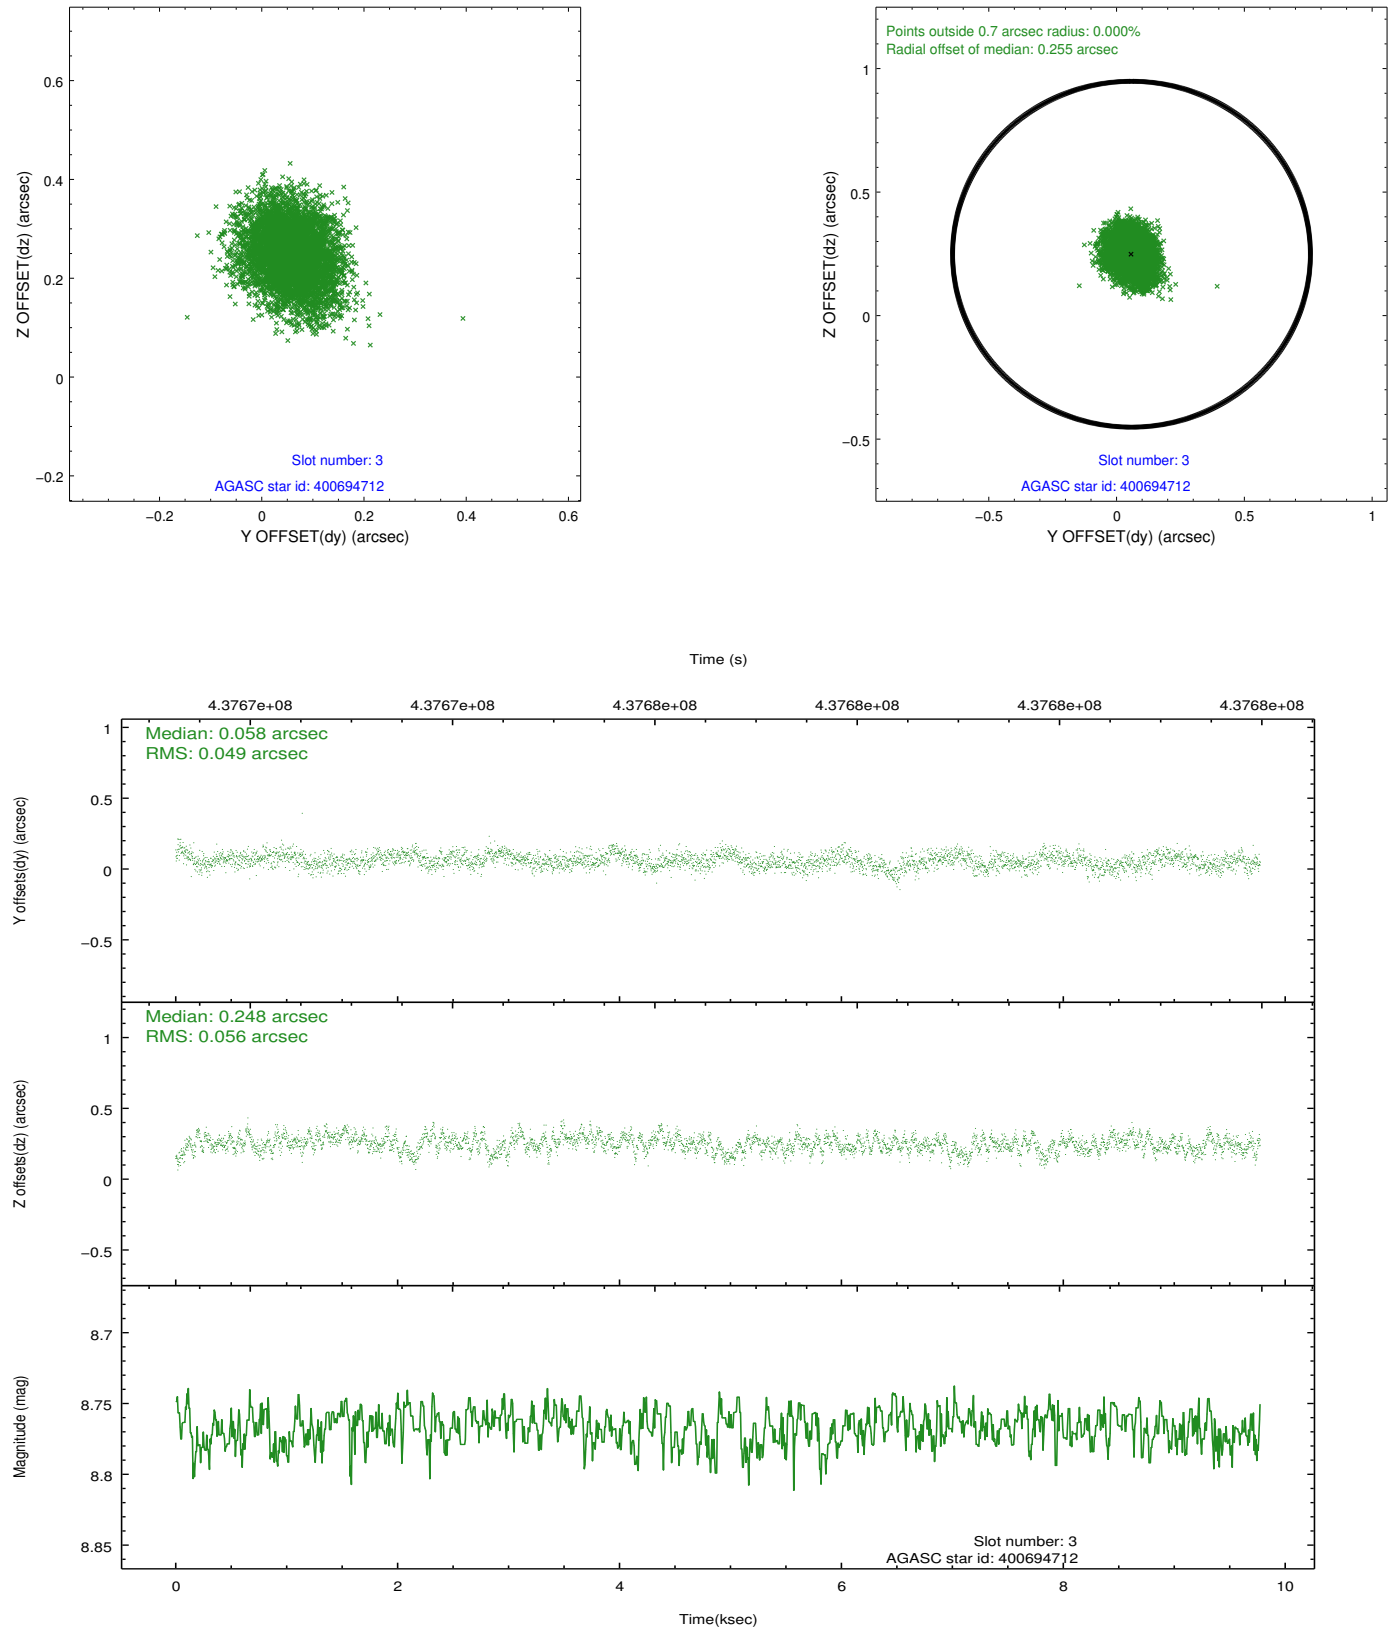 0.6
0.4
0.2
0
−0.2
Z OFFSET(dz) (arcsec)
Slot number: 3
AGASC star id: 400694712
−0.2 0 0.2 0.4 0.6
Y OFFSET(dy) (arcsec)
Points outside 0.7 arcsec radius: 0.000%
Radial offset of median: 0.255 arcsec
1
0.5
0
−0.5
Z OFFSET(dz) (arcsec)
Slot number: 3
AGASC star id: 400694712
−0.5 0 0.5 1
Y OFFSET(dy) (arcsec)
Time (s)
4.3767e+08 4.3767e+08 4.3768e+08 4.3768e+08 4.3768e+08 4.3768e+08
Median: 0.058 arcsec
RMS: 0.049 arcsec
1
0.5
0
−0.5
Y offsets(dy) (arcsec)
Median: 0.248 arcsec
RMS: 0.056 arcsec
1
0.5
0
−0.5
Z offsets(dz) (arcsec)
8.7
8.75
8.8
8.85
Magnitude (mag)
Slot number: 3
AGASC star id: 400694712
0 2 4 6 8 10
Time(ksec)